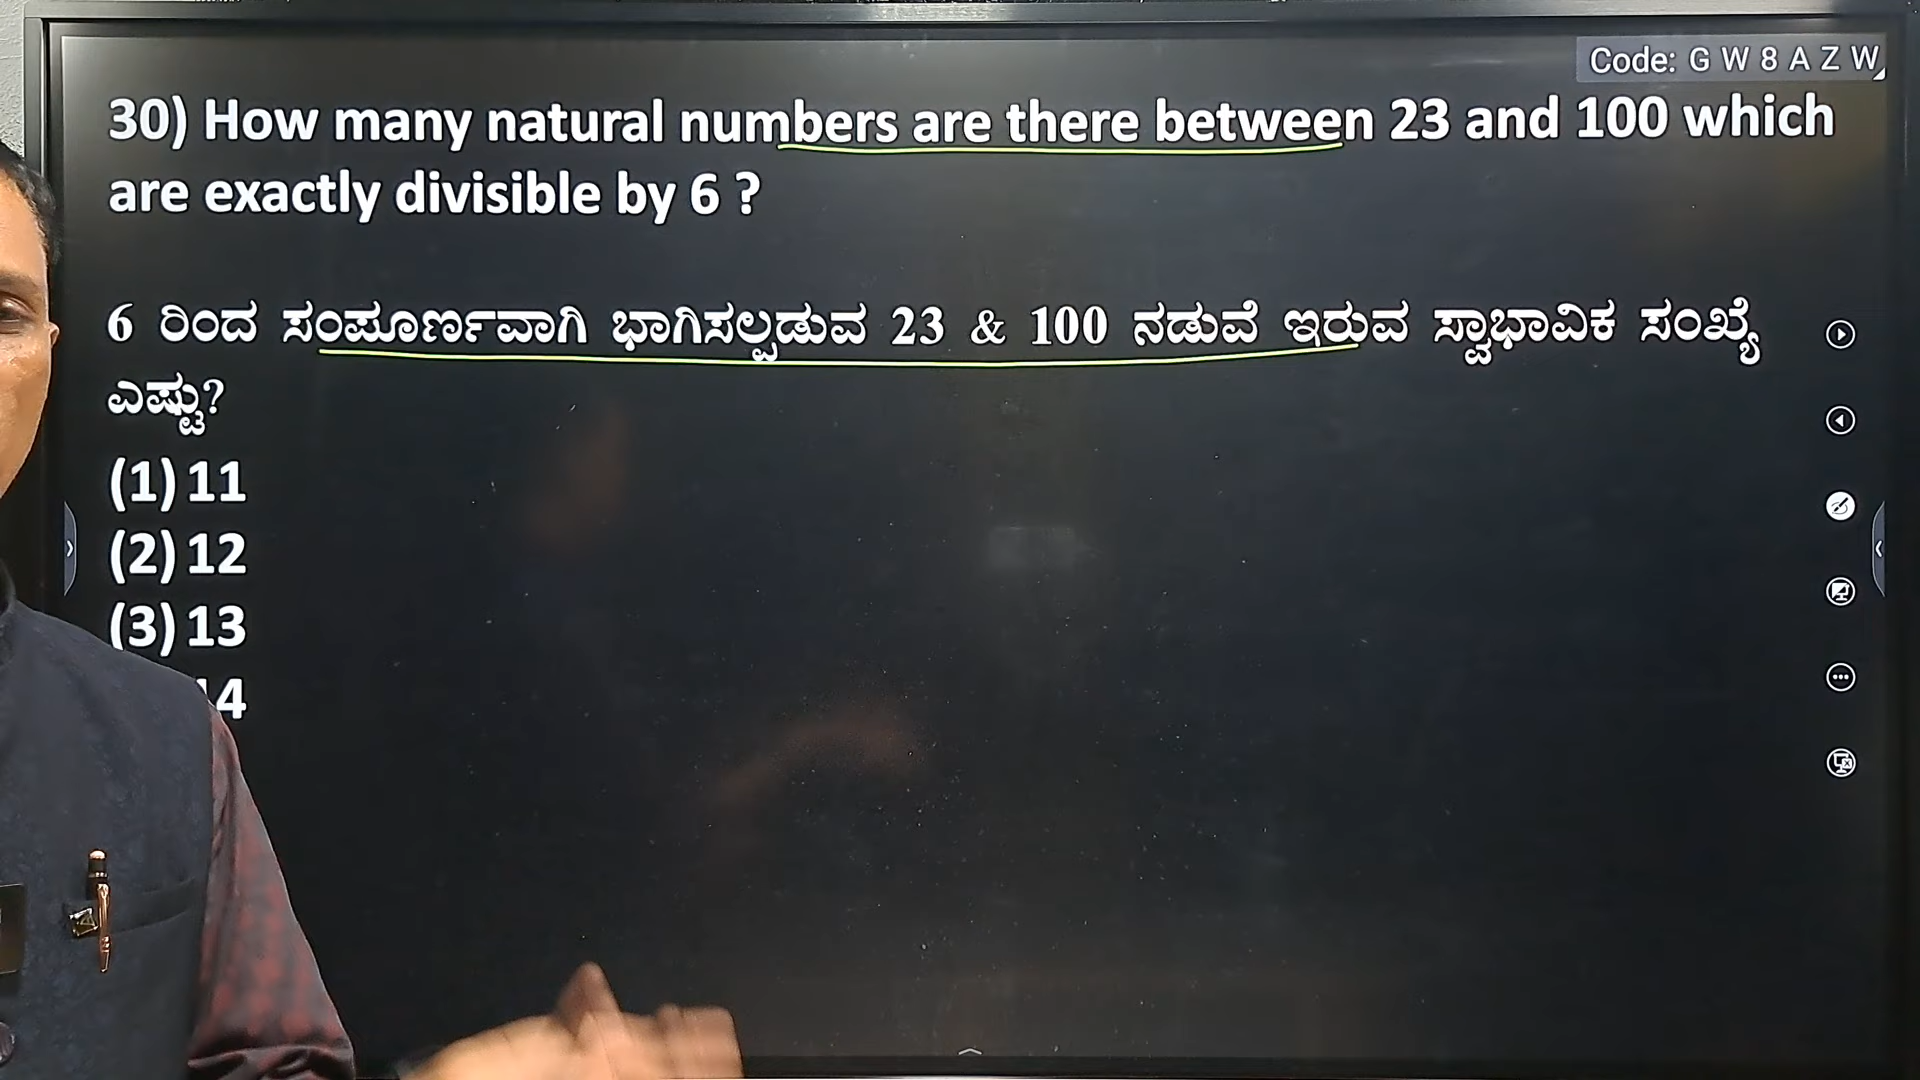 Code: G W 8 A Z W
30) How many natural numbers are there between 23 and 100 which
are exactly divisible by 6 ?
6 ರಿಂದ ಸಂಪೂರ್ಣವಾಗಿ ಭಾಗಿಸಲ್ಪಡುವ 23 & 100 ನಡುವೆ ಇರುವ ಸ್ವಾಭಾವಿಕ ಸಂಖ್ಯೆ
ಎಷ್ಟು?
(1) 11
(2) 12
(3) 13
14